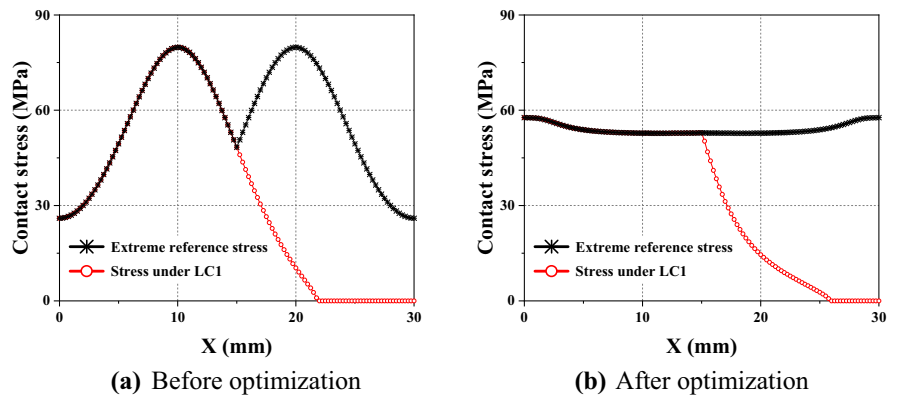 90
60
30
0
Contact stress (MPa)
Extreme reference stress
Stress under LC1
0
10
20
30
X (mm)
(a) Before optimization
90
60
30
0
Contact stress (MPa)
Extreme reference stress
Stress under LC1
0
10
20
30
X (mm)
(b) After optimization